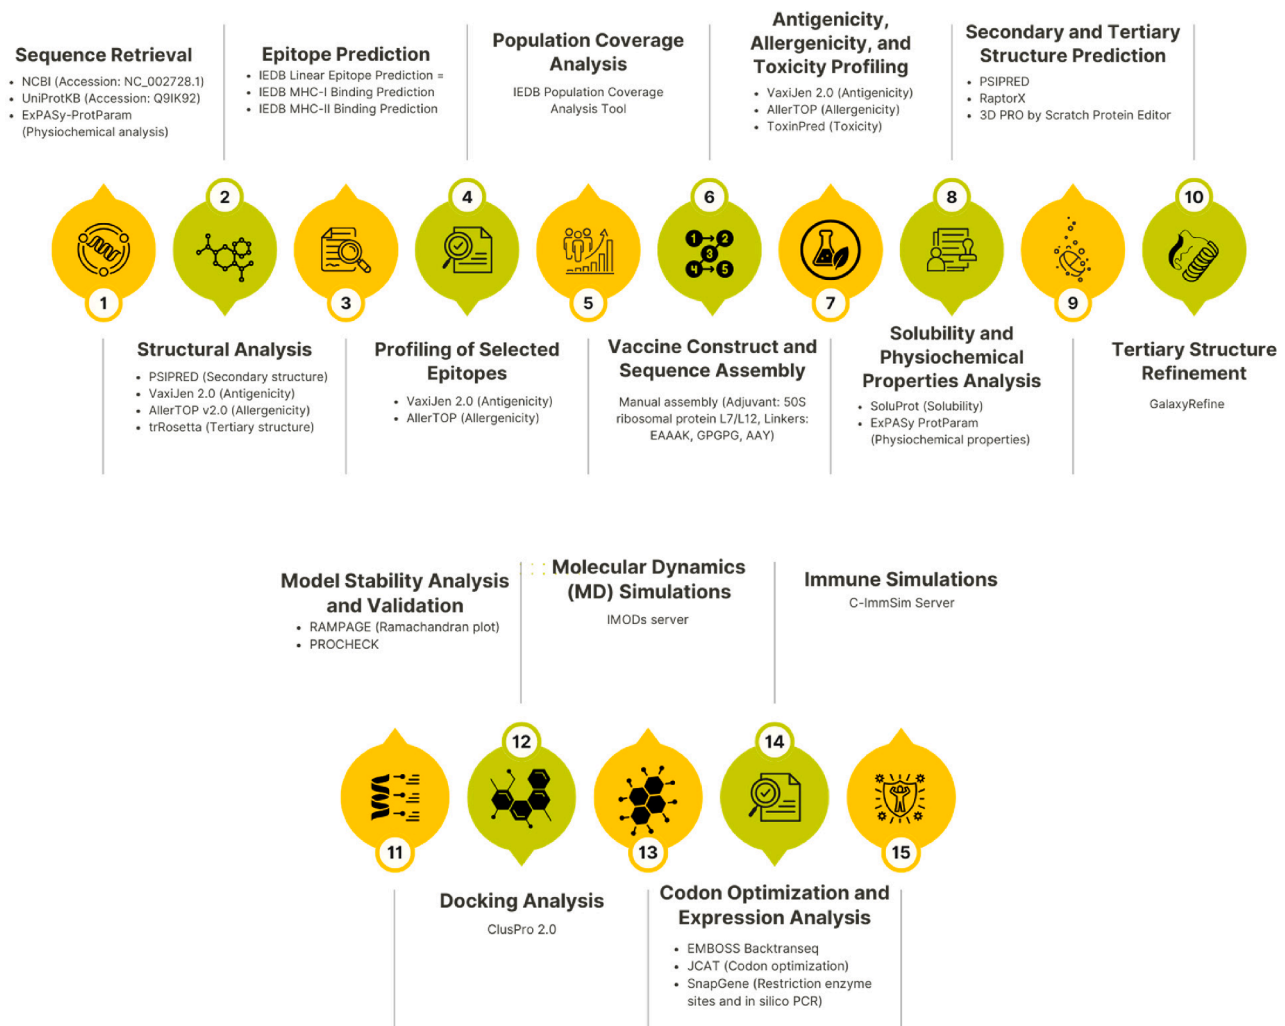 Sequence Retrieval
• NCBI (Accession: NC_002728.1)
• UniProtKB (Accession: Q9IK92)
• ExPASy-ProtParam
(Physiochemical analysis)
Epitope Prediction
• IEDB Linear Epitope Prediction =
• IEDB MHC-I Binding Prediction
• IEDB MHC-II Binding Prediction
Population Coverage
Analysis
IEDB Population Coverage
Analysis Tool
Antigenicity,
Allergenicity, and
Toxicity Profiling
• VaxiJen 2.0 (Antigenicity)
• AllerTOP (Allergenicity)
• ToxinPred (Toxicity)
Secondary and Tertiary
Structure Prediction
• PSIPRED
• RaptorX
• 3D PRO by Scratch Protein Editor
1
2
3
4
5
6
1 2
3
4 5
7
8
9
10
Structural Analysis
• PSIPRED (Secondary structure)
• VaxiJen 2.0 (Antigenicity)
• AllerTOP v2.0 (Allergenicity)
• trRosetta (Tertiary structure)
Profiling of Selected
Epitopes
• VaxiJen 2.0 (Antigenicity)
• AllerTOP (Allergenicity)
Vaccine Construct and
Sequence Assembly
Manual assembly (Adjuvant: 50S
ribosomal protein L7/L12, Linkers:
EAAAK, GPGPG, AAY)
Solubility and
Physiochemical
Properties Analysis
• SoluProt (Solubility)
• ExPASy ProtParam
(Physiochemical properties)
Tertiary Structure
Refinement
GalaxyRefine
Model Stability Analysis
and Validation
• RAMPAGE (Ramachandran plot)
• PROCHECK
Molecular Dynamics
(MD) Simulations
IMODs server
Immune Simulations
C-ImmSim Server
11
12
13
14
15
Docking Analysis
ClusPro 2.0
Codon Optimization and
Expression Analysis
• EMBOSS Backtranseq
• JCAT (Codon optimization)
• SnapGene (Restriction enzyme
sites and in silico PCR)